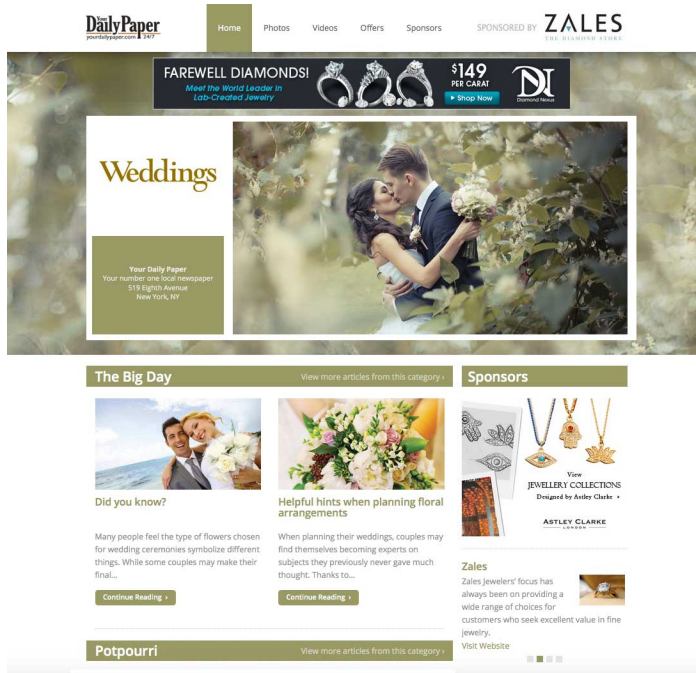 Your
Daily Paper
yourdailypaper.com 24/7
Home
Photos
Videos
Offers
Sponsors
SPONSORED BY
ZALES
THE DIAMOND STORE
FAREWELL DIAMONDS!
Meet the World Leader in
Lab-Created Jewelry
$149
PER CARAT
Shop Now
Diamond Nexus
Weddings
Your Daily Paper
Your number one local newspaper
519 Eighth Avenue
New York, NY
The Big Day
View more articles from this category ›
Did you know?
Many people feel the type of flowers chosen
for wedding ceremonies symbolize different
things. While some couples may make their
final...
Continue Reading ›
Helpful hints when planning floral
arrangements
When planning their weddings, couples may
find themselves becoming experts on
subjects they previously never gave much
thought. Thanks to...
Continue Reading ›
Sponsors
View
JEWELLERY COLLECTIONS
Designed by Astley Clarke
ASTLEY CLARKE
LONDON
Zales
Zales Jewelers' focus has
always been on providing a
wide range of choices for
customers who seek excellent value in fine
jewelry.
Visit Website
Potpourri
View more articles from this category ›